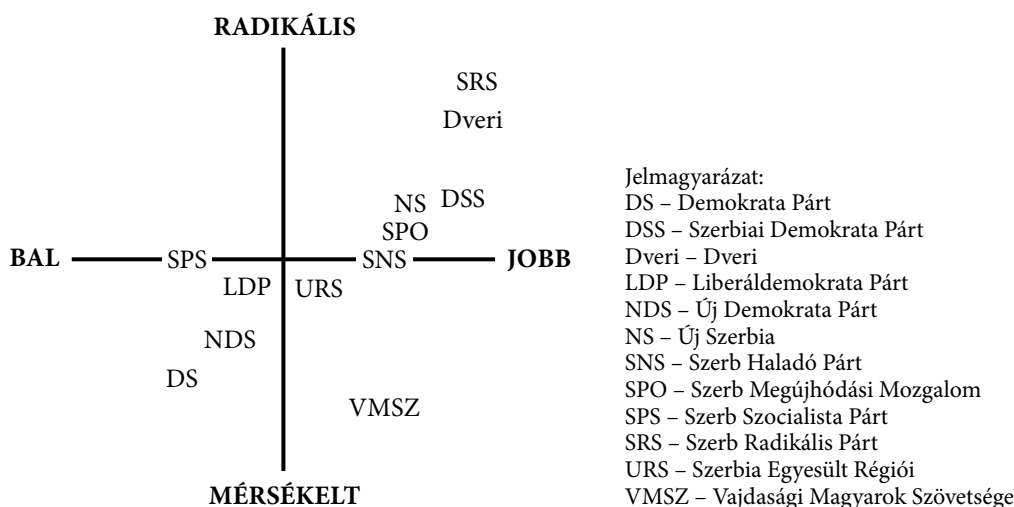 RADIKÁLIS
SRS
Dveri
NS DSS
SPO
BAL SPS SNS JOBB
LDP URS
NDS
DS
VMSZ
MÉRSÉKELT
Jelmagyarázat:
DS – Demokrata Párt
DSS – Szerbiai Demokrata Párt
Dveri – Dveri
LDP – Liberáldemokrata Párt
NDS – Új Demokrata Párt
NS – Új Szerbia
SNS – Szerb Haladó Párt
SPO – Szerb Megújhódási Mozgalom
SPS – Szerb Szocialista Párt
SRS – Szerb Radikális Párt
URS – Szerbia Egyesült Régiói
VMSZ – Vajdasági Magyarok Szövetsége